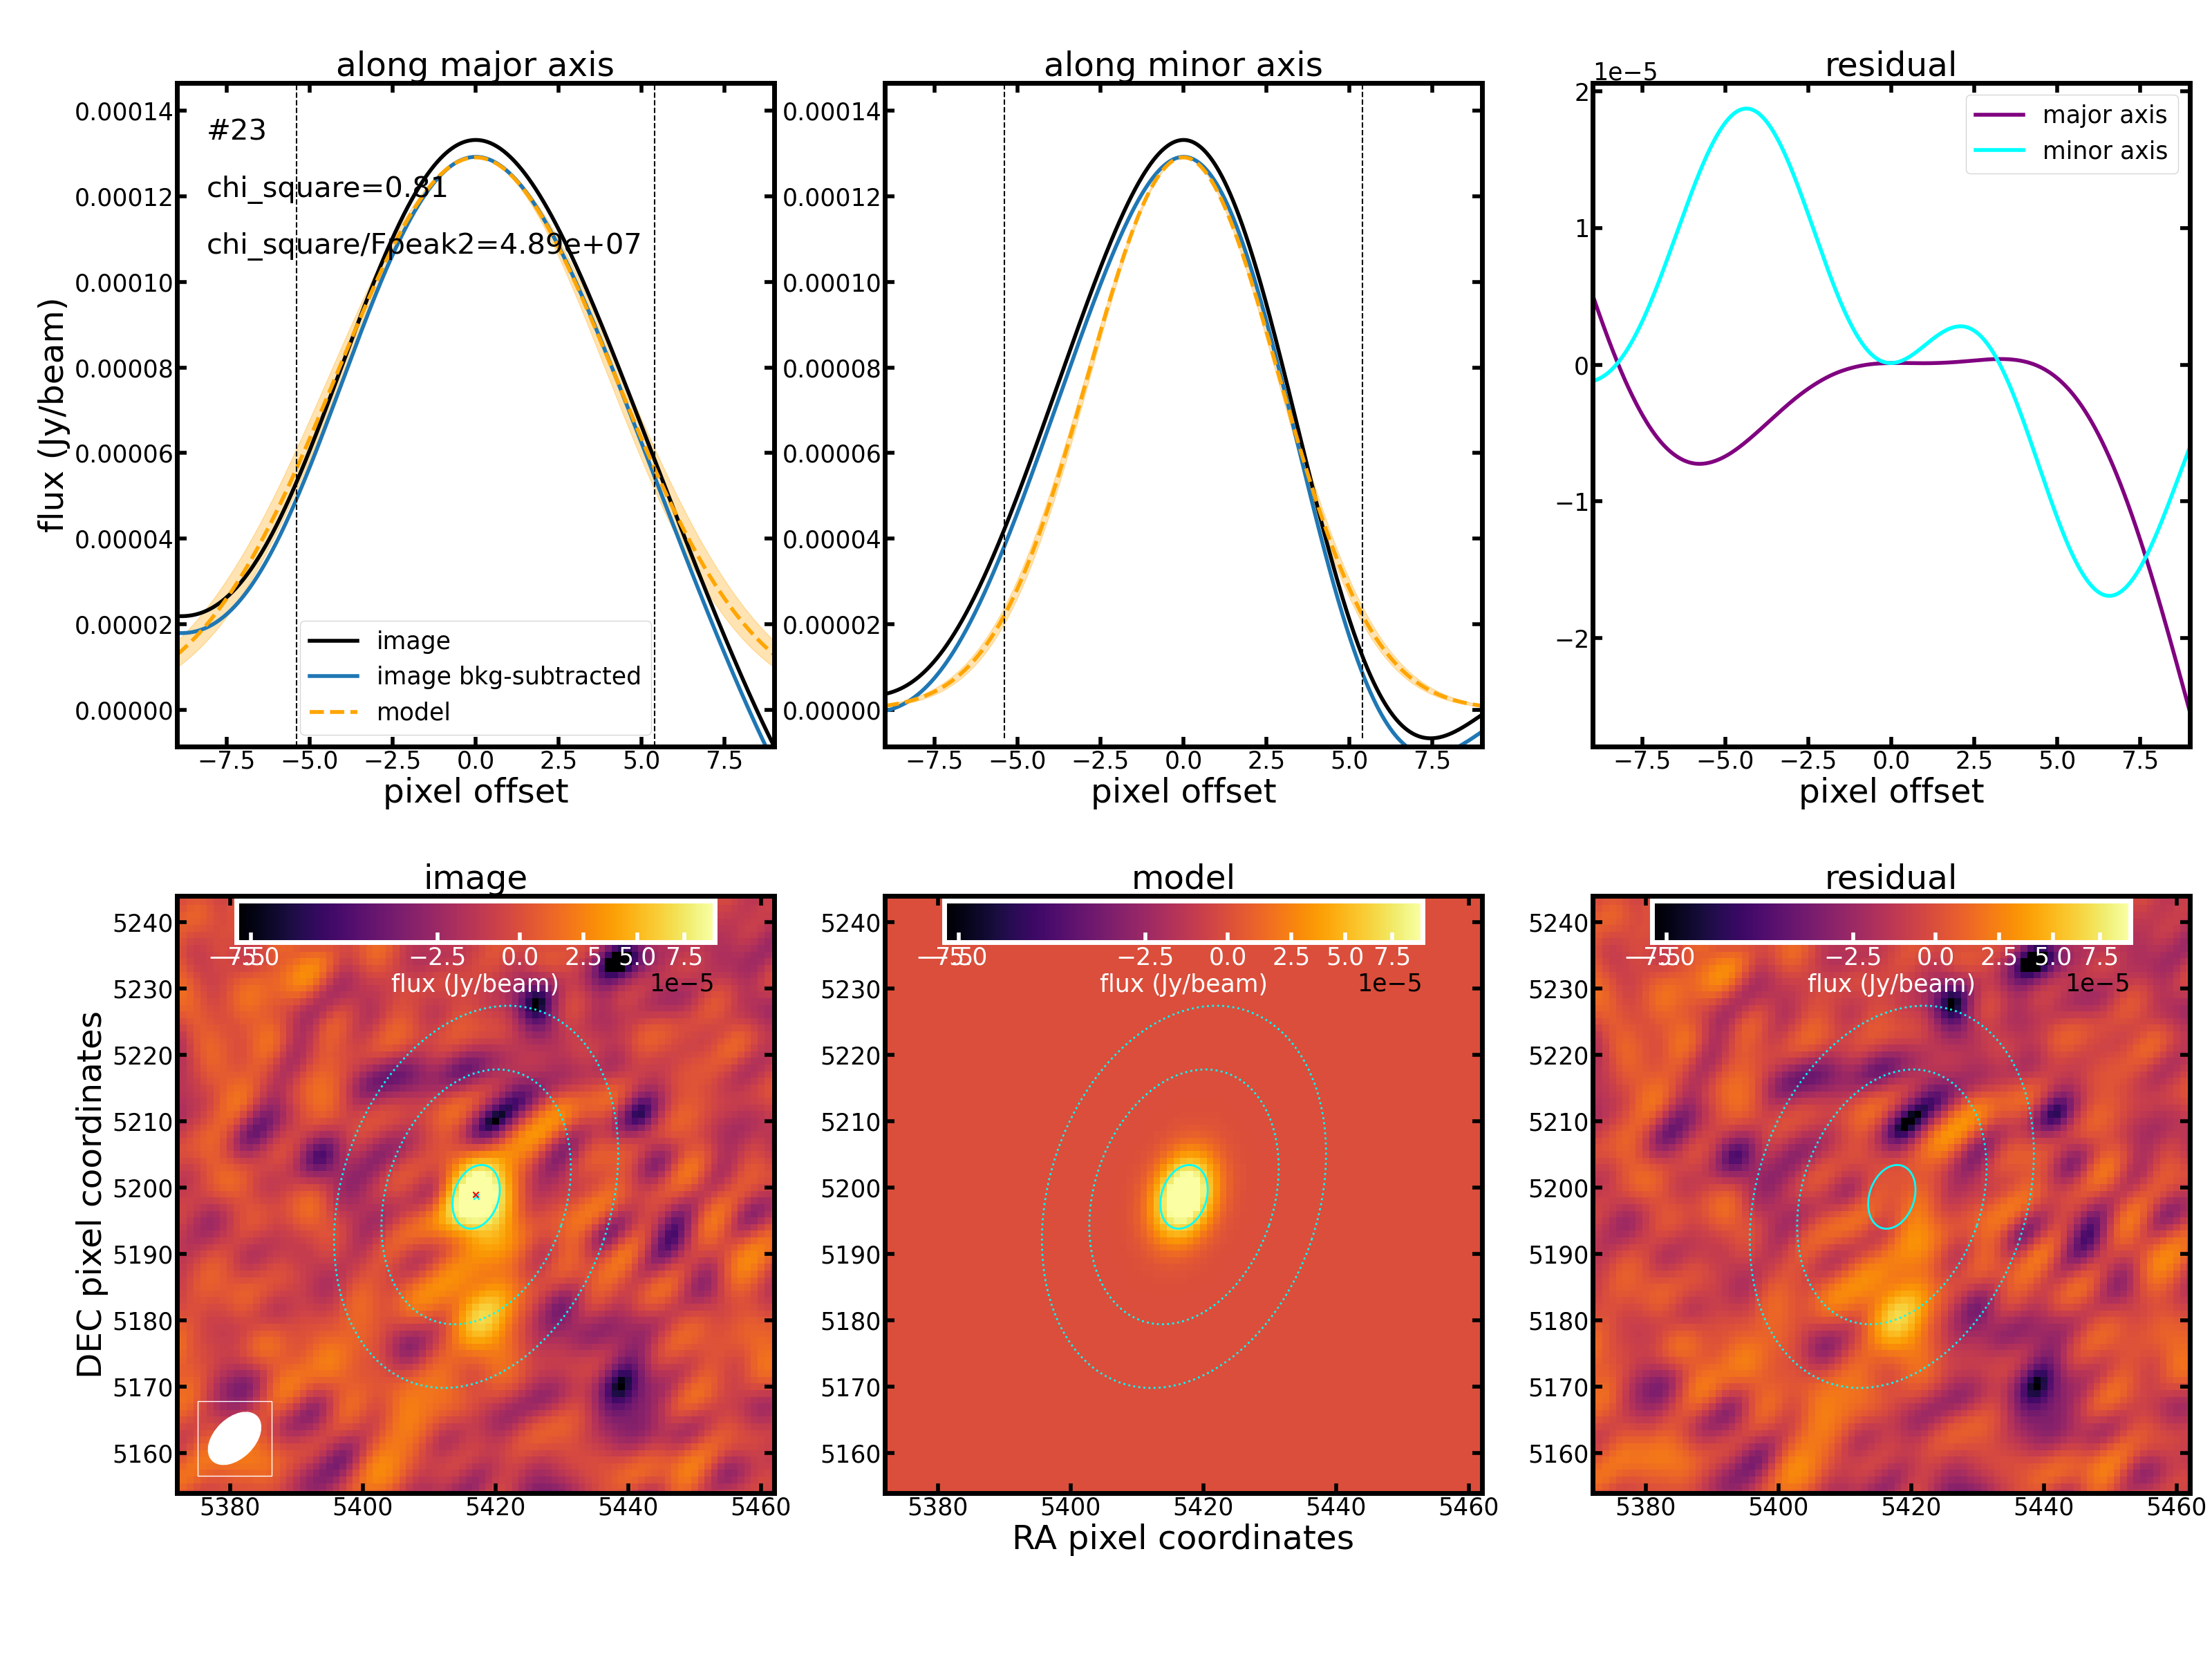 along major axis
along minor axis
residual
1e−5
#23
chi_square=0.81
chi_square/Fpeak2=4.89e+07
0.00014
0.00012
0.00010
0.00008
0.00006
0.00004
0.00002
0.00000
flux (Jy/beam)
image
image bkg-subtracted
model
−7.5 −5.0 −2.5 0.0 2.5 5.0 7.5
pixel offset
0.00014
0.00012
0.00010
0.00008
0.00006
0.00004
0.00002
0.00000
−7.5 −5.0 −2.5 0.0 2.5 5.0 7.5
pixel offset
major axis
minor axis
2
1
0
−1
−2
−7.5 −5.0 −2.5 0.0 2.5 5.0 7.5
pixel offset
image
model
residual
−2.5 0.0 2.5 5.0 7.5
flux (Jy/beam)
1e−5
5240
5230
5220
5210
5200
5190
5180
5170
5160
DEC pixel coordinates
5380 5400 5420 5440 5460
−2.5 0.0 2.5 5.0 7.5
flux (Jy/beam)
1e−5
5240
5230
5220
5210
5200
5190
5180
5170
5160
5380 5400 5420 5440 5460
RA pixel coordinates
−2.5 0.0 2.5 5.0 7.5
flux (Jy/beam)
1e−5
5240
5230
5220
5210
5200
5190
5180
5170
5160
5380 5400 5420 5440 5460